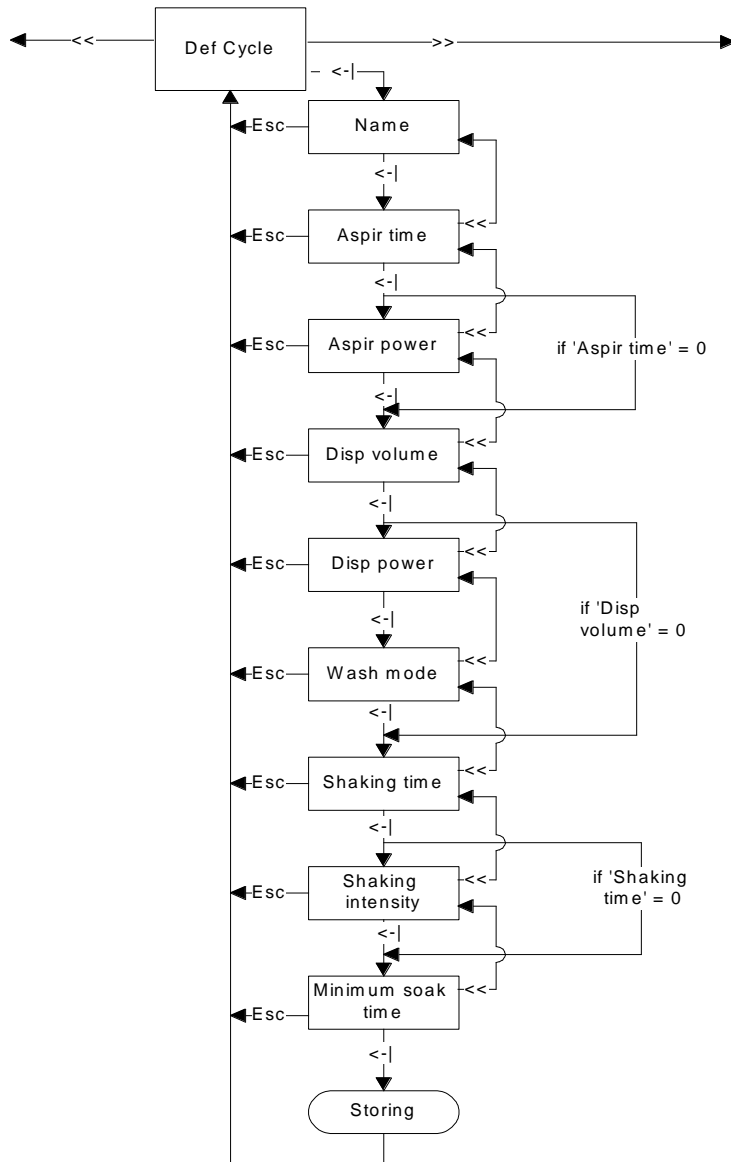 <<
Def Cycle
>>
<-|
Esc
Name
<-|
<<
Esc
Aspir time
<-|
<<
Esc
Aspir power
if 'Aspir time' = 0
<-|
<<
Esc
Disp volume
<-|
<<
Esc
Disp power
if 'Disp
volume' = 0
<-|
<<
Esc
Wash mode
<-|
<<
Esc
Shaking time
<-|
<<
Esc
Shaking
intensity
if 'Shaking
time' = 0
<-|
<<
Esc
Minimum soak
time
<-|
Storing